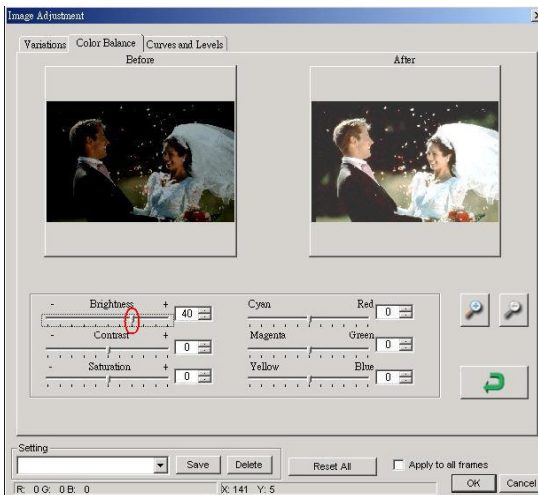 Image Adjustment
Variations Color Balance Curves and Levels
Before After
- Brightness + 40
- Contrast + 0
- Saturation + 0
Cyan Red 0
Magenta Green 0
Yellow Blue 0
Setting
Save Delete Reset All Apply to all frames
R: 0 G: 0 B: 0 X: 141 Y: 5 OK Cancel